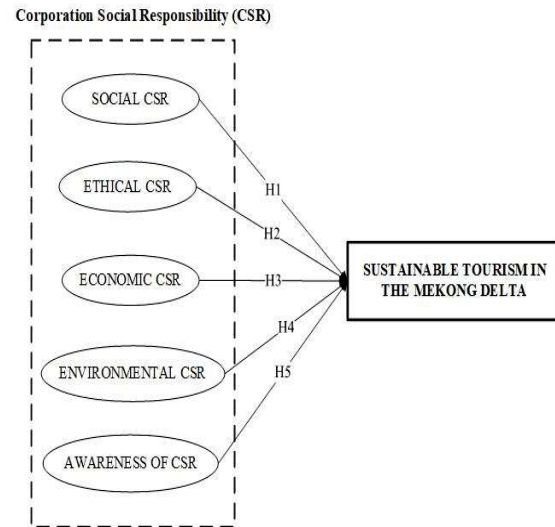 Corporation Social Responsibility (CSR)
SOCIAL CSR
H1
ETHICAL CSR
H2
ECONOMIC CSR
H3
SUSTAINABLE TOURISM IN
THE MEKONG DELTA
H4
ENVIRONMENTAL CSR
H5
AWARENESS OF CSR